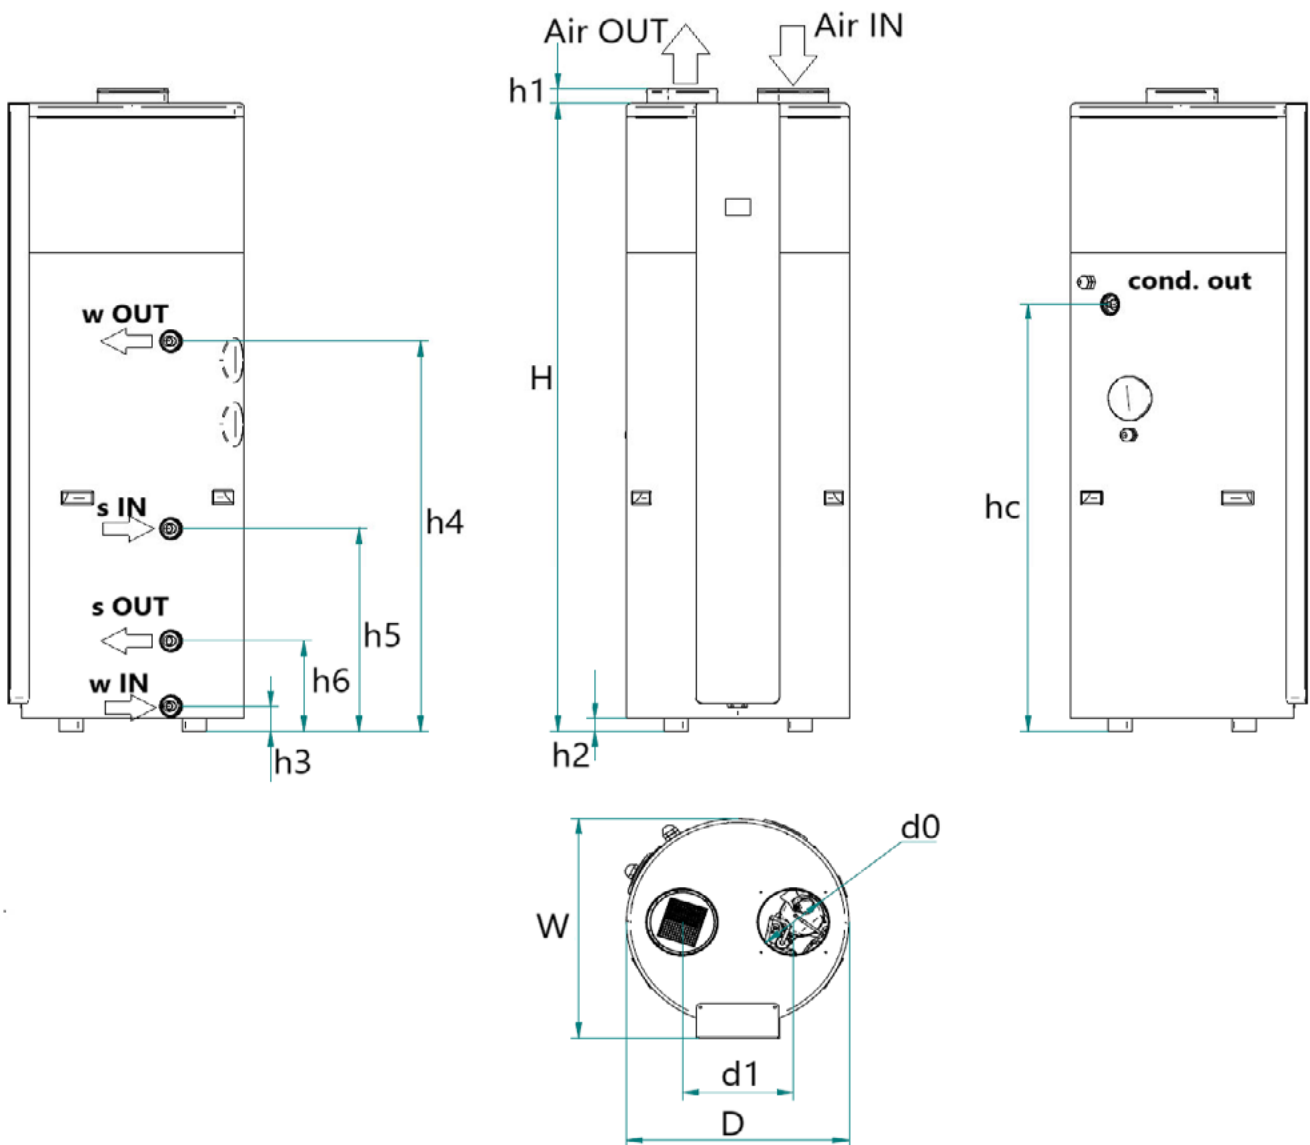 Air OUT
Air IN
h1
w OUT
cond. out
H
s IN
h4
hc
s OUT
h5
w IN
h6
h2
h3
d0
W
d1
D